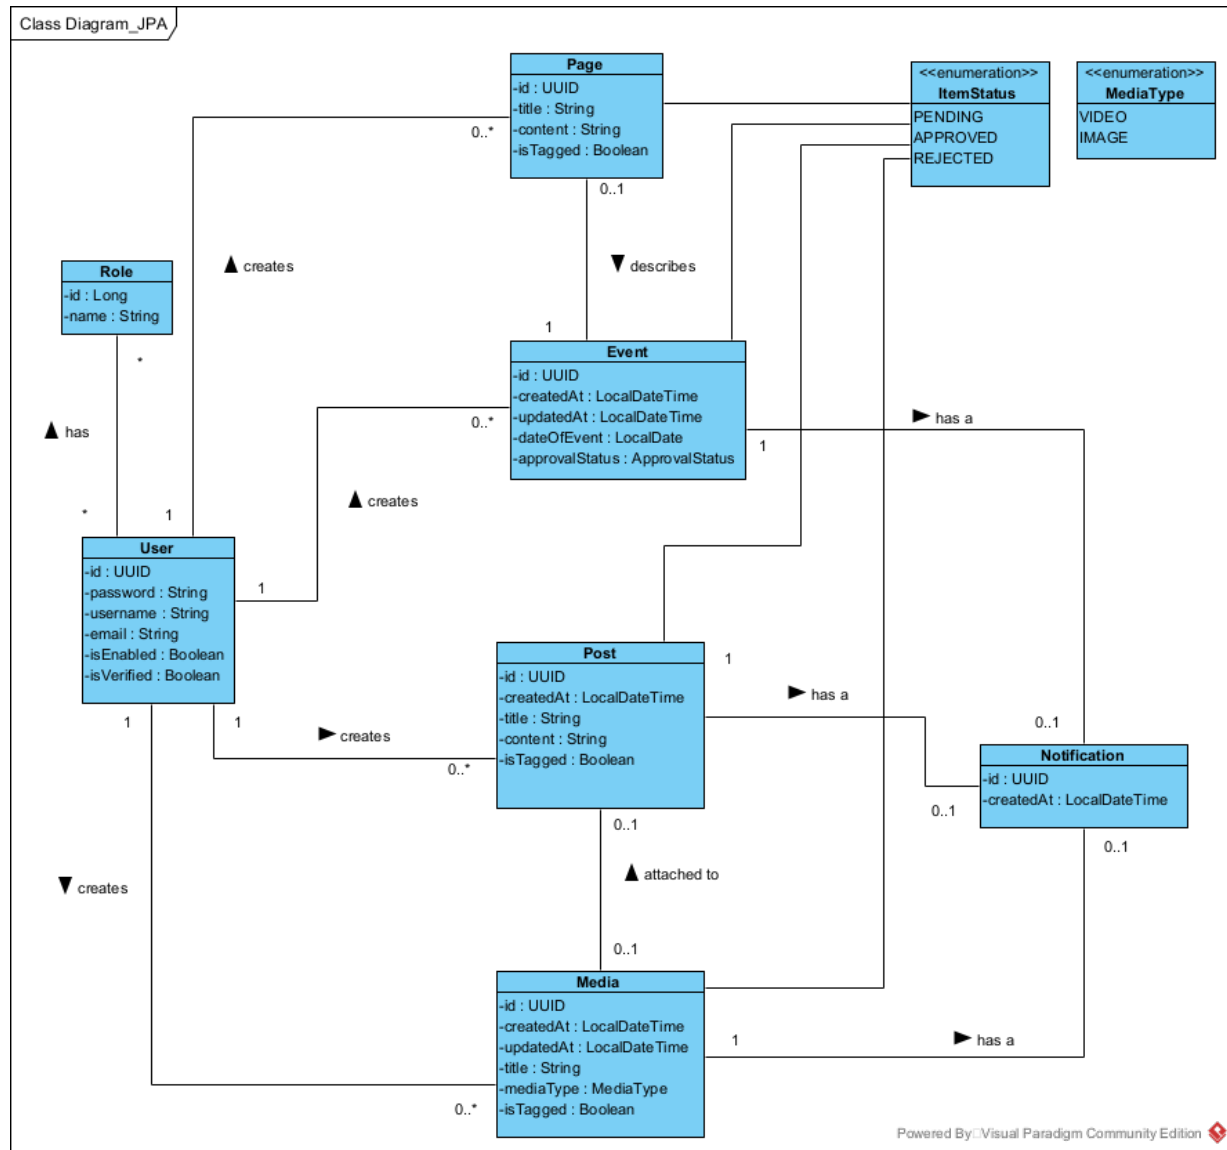 Class Diagram_JPA
Page
-id : UUID
-title : String
-content : String
-isTagged : Boolean
<<enumeration>>
ItemStatus
PENDING
APPROVED
REJECTED
<<enumeration>>
MediaType
VIDEO
IMAGE
0..*
0..1
creates
describes
Role
-id : Long
-name : String
*
has
*
1
1
Event
-id : UUID
-createdAt : LocalDateTime
-updatedAt : LocalDateTime
-dateOfEvent : LocalDate
-approvalStatus : ApprovalStatus
0..*
1
has a
creates
User
-id : UUID
-password : String
-username : String
-email : String
-isEnabled : Boolean
-isVerified : Boolean
1
1
1
creates
0..*
Post
-id : UUID
-createdAt : LocalDateTime
-title : String
-content : String
-isTagged : Boolean
1
has a
0..1
0..1
Notification
-id : UUID
-createdAt : LocalDateTime
0..1
0..1
attached to
0..1
creates
Media
-id : UUID
-createdAt : LocalDateTime
-updatedAt : LocalDateTime
-title : String
-mediaType : MediaType
-isTagged : Boolean
0..*
1
has a
Powered By Visual Paradigm Community Edition